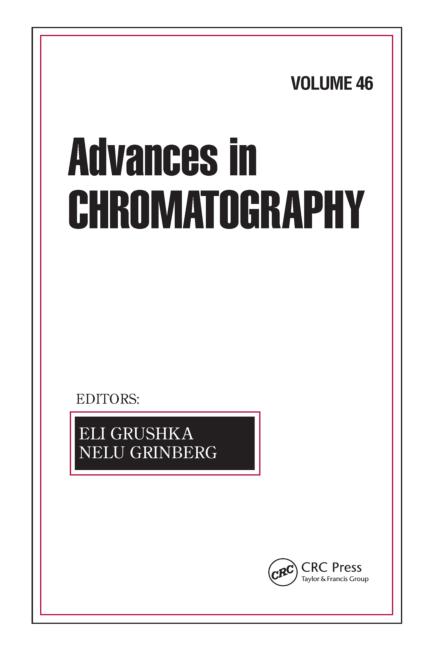 VOLUME 46
Advances in
CHROMATOGRAPHY
EDITORS:
ELI GRUSHKA
NELU GRINBERG
CRC
CRC Press
Taylor & Francis Group